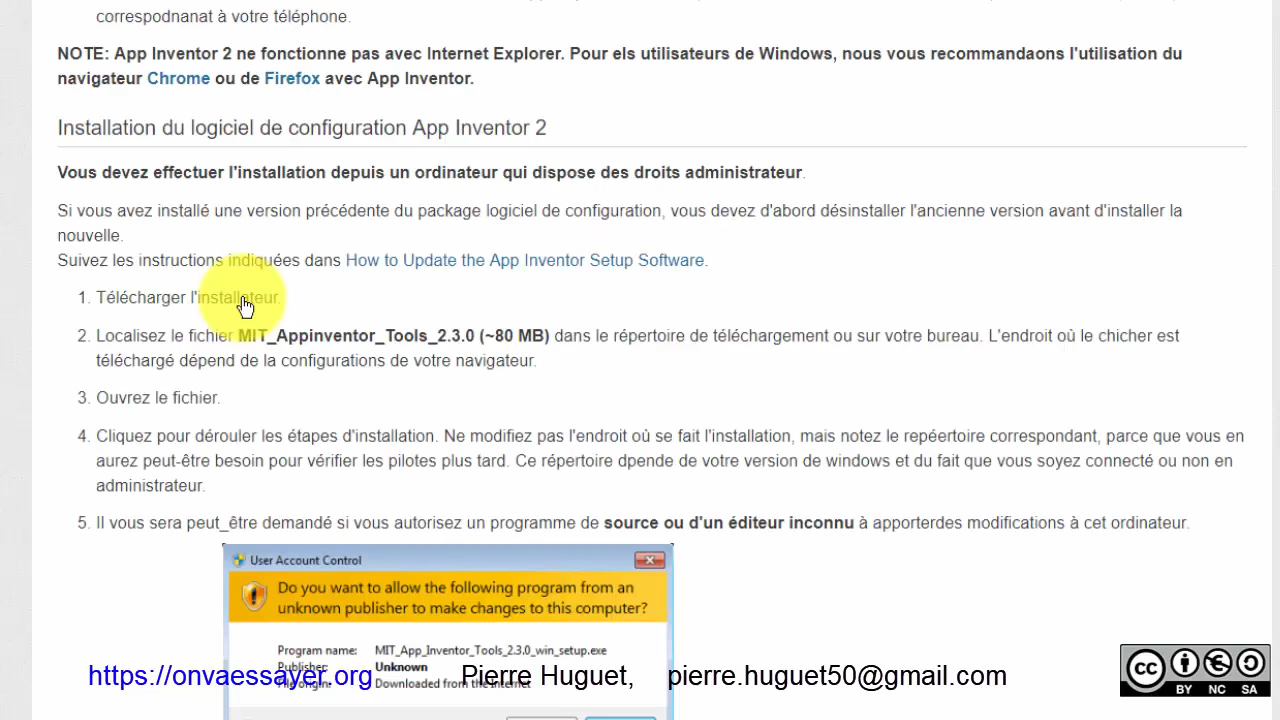 correspodnanat à votre téléphone.
NOTE: App Inventor 2 ne fonctionne pas avec Internet Explorer. Pour els utilisateurs de Windows, nous vous recommandaons l'utilisation du
navigateur Chrome ou de Firefox avec App Inventor.
Installation du logiciel de configuration App Inventor 2
Vous devez effectuer l'installation depuis un ordinateur qui dispose des droits administrateur.
Si vous avez installé une version précédente du package logiciel de configuration, vous devez d'abord désinstaller l'ancienne version avant d'installer la
nouvelle.
Suivez les instructions indiquées dans How to Update the App Inventor Setup Software.
1. Télécharger l'installateur.
2. Localisez le fichier MIT_Appinventor_Tools_2.3.0 (~80 MB) dans le répertoire de téléchargement ou sur votre bureau. L'endroit où le chicher est
téléchargé dépend de la configurations de votre navigateur.
3. Ouvrez le fichier.
4. Cliquez pour dérouler les étapes d'installation. Ne modifiez pas l'endroit où se fait l'installation, mais notez le repéertoire correspondant, parce que vous en
aurez peut-être besoin pour vérifier les pilotes plus tard. Ce répertoire dpende de votre version de windows et du fait que vous soyez connecté ou non en
administrateur.
5. Il vous sera peut_être demandé si vous autorisez un programme de source ou d'un éditeur inconnu à apporterdes modifications à cet ordinateur.
User Account Control
Do you want to allow the following program from an
unknown publisher to make changes to this computer?
Program name: MIT_App_Inventor_Tools_2.3.0_win_setup.exe
Publisher: Unknown
File origin: Downloaded from the Internet
https://onvaessayer.org Pierre Huguet, pierre.huguet50@gmail.com
cc
BY NC SA